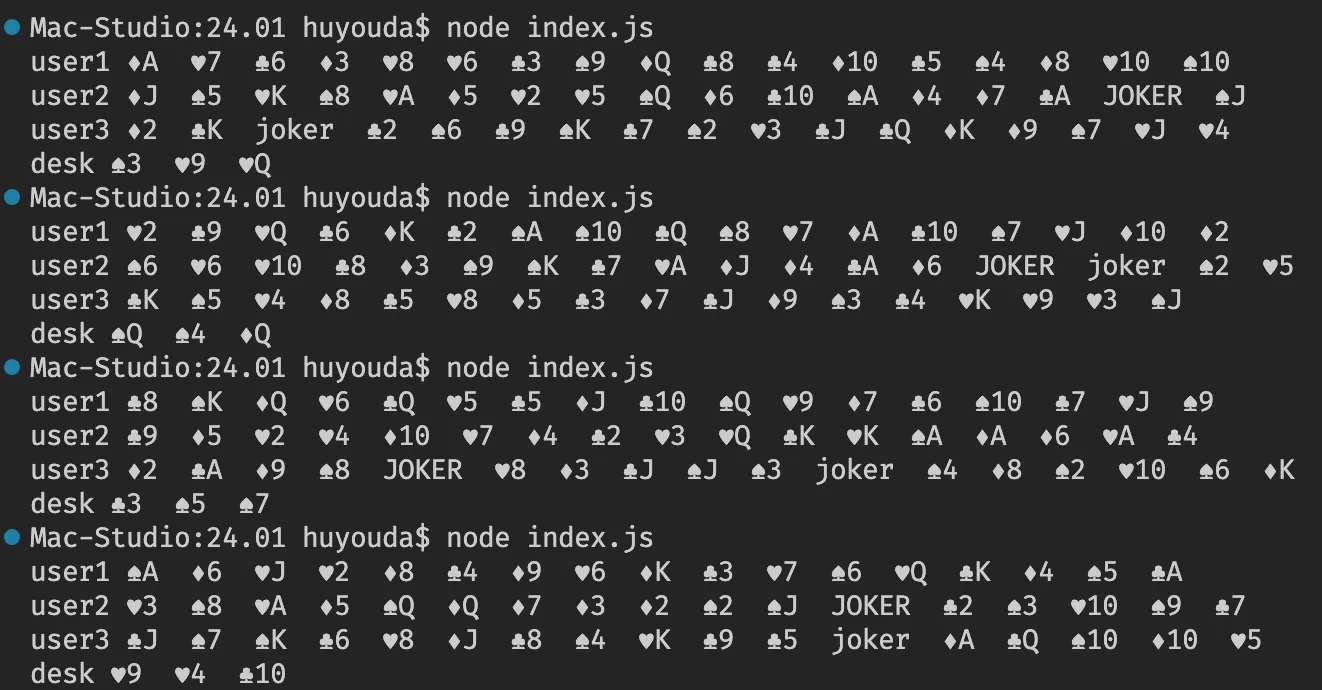 Mac-Studio:24.01 huyouda$ node index.js
user1 ♦A ♥7 ♣6 ♦3 ♥8 ♥6 ♣3 ♠9 ♦Q ♣8 ♣4 ♦10 ♣5 ♠4 ♦8 ♥10 ♠10
user2 ♦J ♠5 ♥K ♠8 ♥A ♦5 ♥2 ♥5 ♠Q ♦6 ♣10 ♠A ♦4 ♦7 ♣A JOKER ♠J
user3 ♦2 ♣K joker ♣2 ♠6 ♣9 ♠K ♣7 ♠2 ♥3 ♣J ♣Q ♦K ♦9 ♠7 ♥J ♥4
desk ♠3 ♥9 ♥Q
Mac-Studio:24.01 huyouda$ node index.js
user1 ♥2 ♣9 ♥Q ♣6 ♦K ♣2 ♠A ♠10 ♣Q ♠8 ♥7 ♦A ♣10 ♠7 ♥J ♦10 ♦2
user2 ♠6 ♥6 ♥10 ♣8 ♦3 ♠9 ♠K ♣7 ♥A ♦J ♦4 ♣A ♦6 JOKER joker ♠2 ♥5
user3 ♣K ♠5 ♥4 ♦8 ♣5 ♥8 ♦5 ♣3 ♦7 ♣J ♦9 ♠3 ♣4 ♥K ♥9 ♥3 ♠J
desk ♠Q ♠4 ♦Q
Mac-Studio:24.01 huyouda$ node index.js
user1 ♣8 ♠K ♦Q ♥6 ♣Q ♥5 ♣5 ♦J ♣10 ♠Q ♥9 ♦7 ♣6 ♠10 ♣7 ♥J ♠9
user2 ♣9 ♦5 ♥2 ♥4 ♦10 ♥7 ♦4 ♣2 ♥3 ♥Q ♣K ♥K ♠A ♦A ♦6 ♥A ♣4
user3 ♦2 ♣A ♦9 ♠8 JOKER ♥8 ♦3 ♣J ♠J ♠3 joker ♠4 ♦8 ♠2 ♥10 ♠6 ♦K
desk ♣3 ♠5 ♠7
Mac-Studio:24.01 huyouda$ node index.js
user1 ♠A ♦6 ♥J ♥2 ♦8 ♣4 ♦9 ♥6 ♦K ♣3 ♥7 ♠6 ♥Q ♣K ♦4 ♠5 ♣A
user2 ♥3 ♠8 ♥A ♦5 ♠Q ♦Q ♦7 ♦3 ♦2 ♠2 ♠J JOKER ♣2 ♠3 ♥10 ♠9 ♣7
user3 ♣J ♠7 ♠K ♣6 ♥8 ♦J ♣8 ♠4 ♥K ♣9 ♣5 joker ♦A ♣Q ♠10 ♦10 ♥5
desk ♥9 ♥4 ♣10